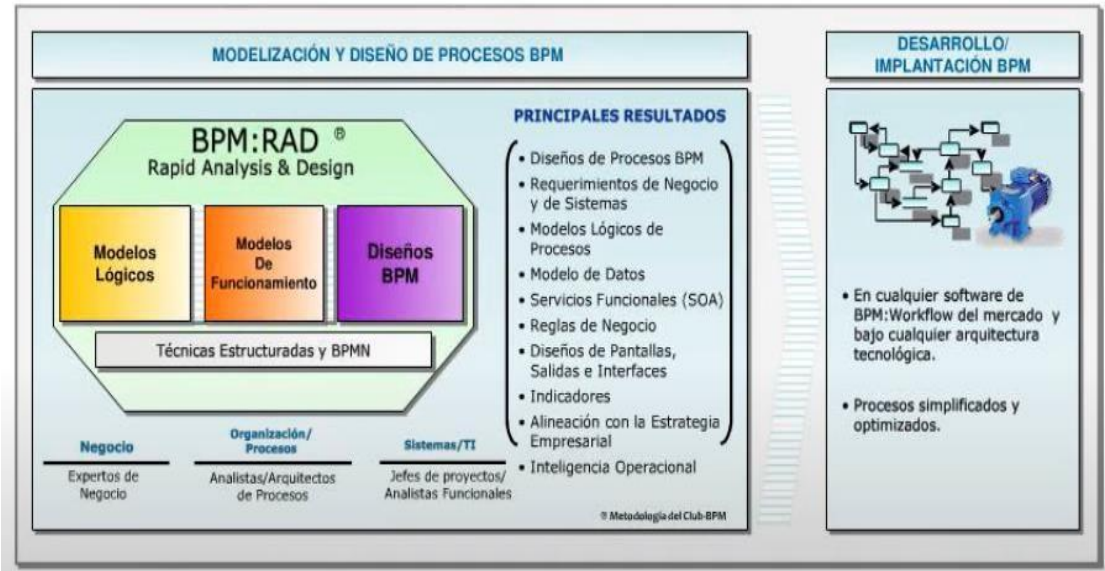 MODELIZACIÓN Y DISEÑO DE PROCESOS BPM
BPM:RAD ®
Rapid Analysis & Design
Modelos
Lógicos
Modelos
De
Funcionamiento
Diseños
BPM
Técnicas Estructuradas y BPMN
Negocio
Expertos de
Negocio
Organización/
Procesos
Analistas/Arquitectos
de Procesos
Sistemas/TI
Jefes de proyectos/
Analistas Funcionales
PRINCIPALES RESULTADOS
• Diseños de Procesos BPM
• Requerimientos de Negocio
y de Sistemas
• Modelos Lógicos de
Procesos
• Modelo de Datos
• Servicios Funcionales (SOA)
• Reglas de Negocio
• Diseños de Pantallas,
Salidas e Interfaces
• Indicadores
• Alineación con la Estrategia
Empresarial
• Inteligencia Operacional
® Metodología del Club-BPM
DESARROLLO/
IMPLANTACIÓN BPM
• En cualquier software de
BPM:Workflow del mercado y
bajo cualquier arquitectura
tecnológica.
• Procesos simplificados y
optimizados.